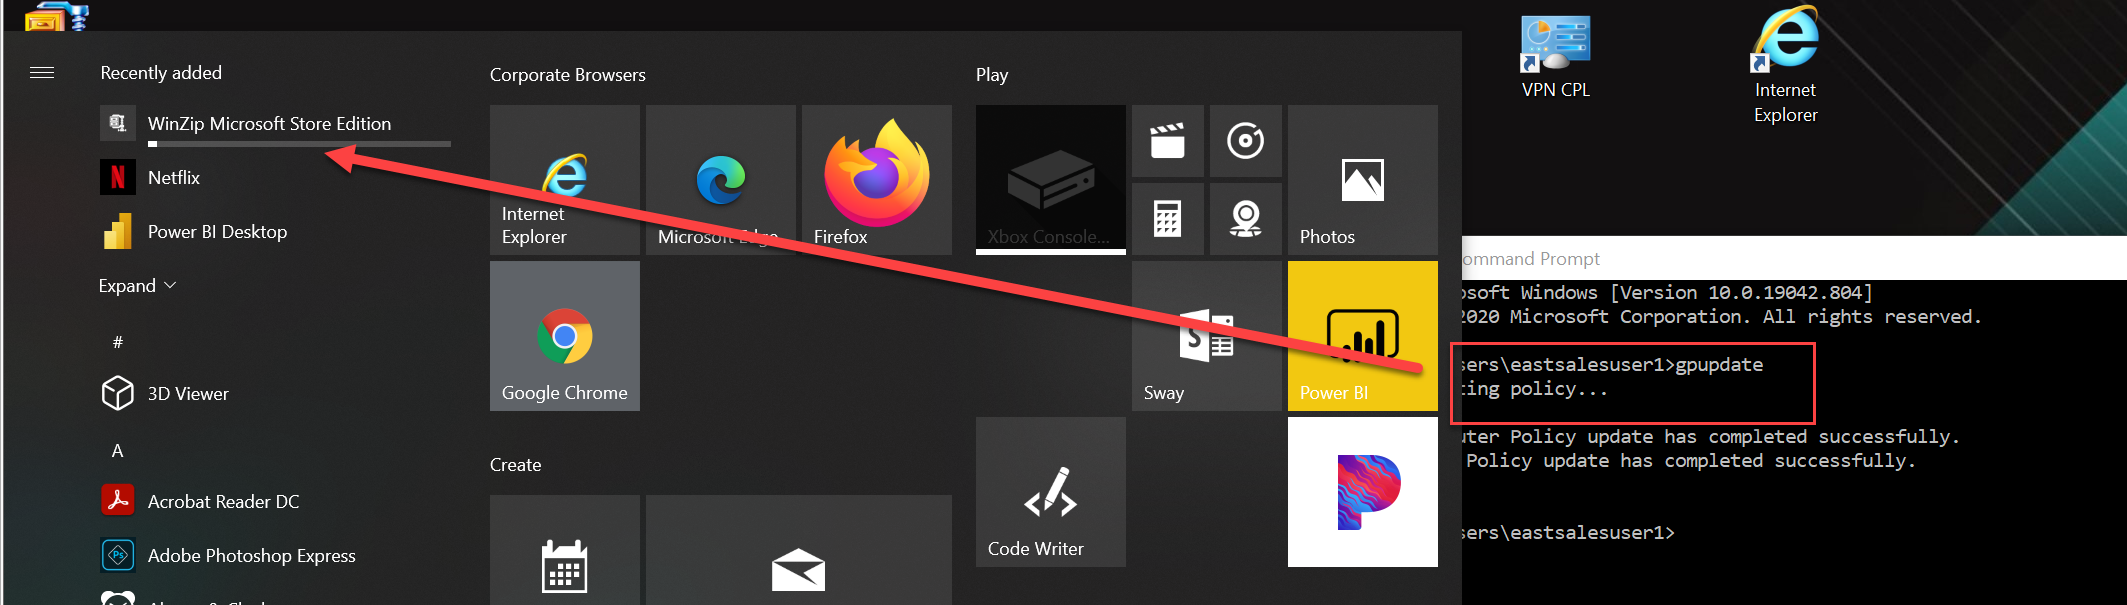 Recently added
WinZip Microsoft Store Edition
Netflix
Power BI Desktop
Expand
#
3D Viewer
A
Acrobat Reader DC
Adobe Photoshop Express
Corporate Browsers
Internet
Explorer
Microsoft Edge
Firefox
Google Chrome
Create
Play
Xbox Console...
Photos
Sway
Power BI
Code Writer
VPN CPL
Internet
Explorer
ommand Prompt
osoft Windows [Version 10.0.19042.804]
2020 Microsoft Corporation. All rights reserved.
sers\eastsalesuser1>gpupdate
ting policy...
uter Policy update has completed successfully.
Policy update has completed successfully.
sers\eastsalesuser1>